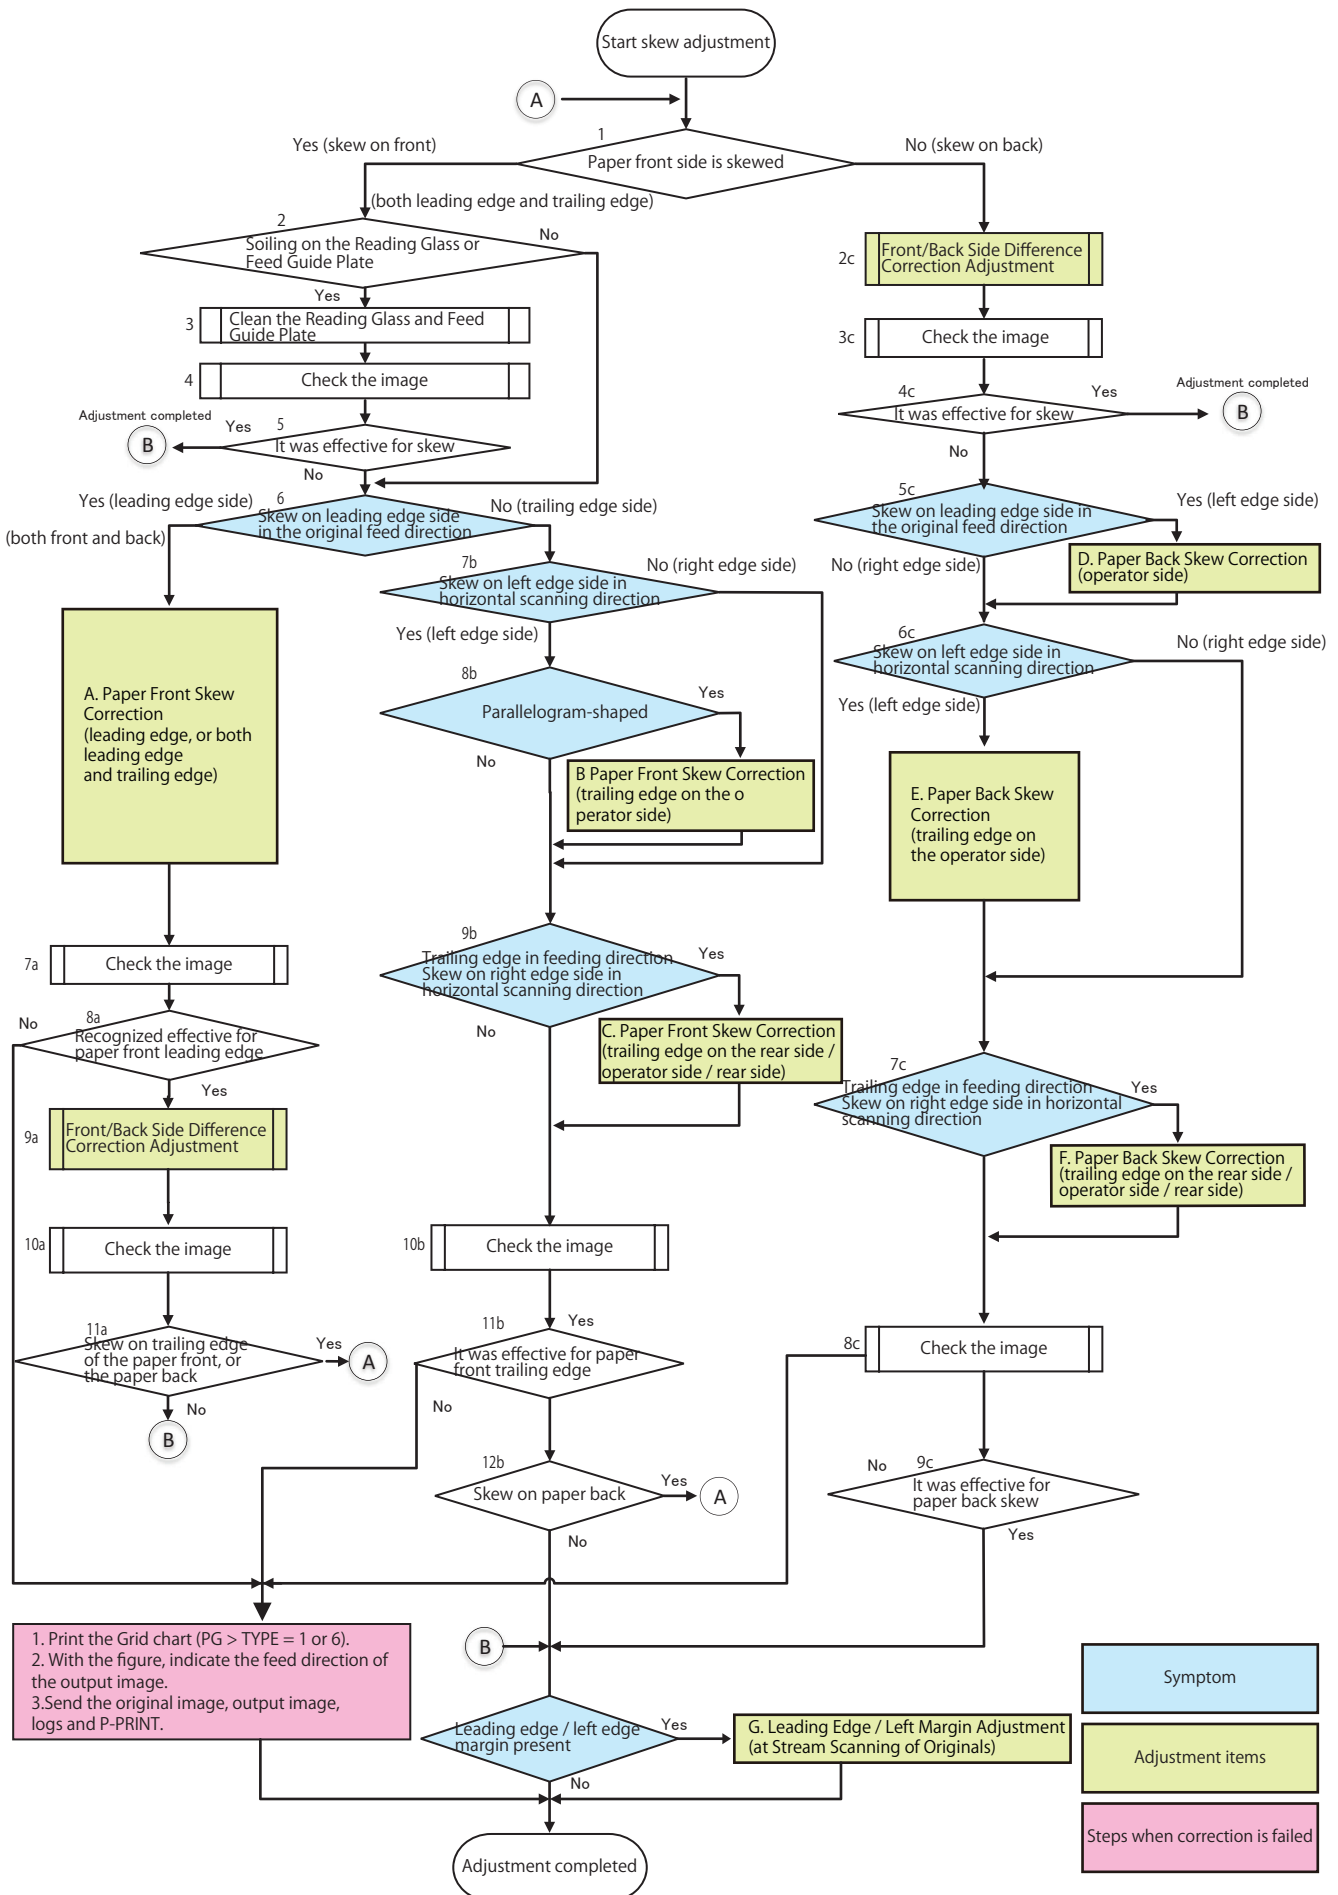 Start skew adjustment
A
1
Paper front side is skewed
Yes (skew on front)
No (skew on back)
(both leading edge and trailing edge)
2
Soiling on the Reading Glass or
Feed Guide Plate
No
Yes
3
Clean the Reading Glass and Feed
Guide Plate
4
Check the image
Adjustment completed
B
Yes
5
It was effective for skew
No
2c
Front/Back Side Difference
Correction Adjustment
3c
Check the image
4c
It was effective for skew
Yes
Adjustment completed
B
No
Yes (leading edge side)
(both front and back)
6
Skew on leading edge side
in the original feed direction
No (trailing edge side)
5c
Skew on leading edge side in
the original feed direction
Yes (left edge side)
No (right edge side)
D. Paper Back Skew Correction
(operator side)
7b
Skew on left edge side in
horizontal scanning direction
No (right edge side)
Yes (left edge side)
6c
Skew on left edge side in
horizontal scanning direction
No (right edge side)
Yes (left edge side)
A. Paper Front Skew
Correction
(leading edge, or both
leading edge
and trailing edge)
8b
Parallelogram-shaped
Yes
No
B Paper Front Skew Correction
(trailing edge on the o
perator side)
E. Paper Back Skew
Correction
(trailing edge on
the operator side)
7a
Check the image
9b
Trailing edge in feeding direction
Skew on right edge side in
horizontal scanning direction
Yes
No
C. Paper Front Skew Correction
(trailing edge on the rear side /
operator side / rear side)
No
8a
Recognized effective for
paper front leading edge
Yes
7c
Trailing edge in feeding direction
Skew on right edge side in horizontal
scanning direction
Yes
F. Paper Back Skew Correction
(trailing edge on the rear side /
operator side / rear side)
9a
Front/Back Side Difference
Correction Adjustment
10a
Check the image
10b
Check the image
11a
Skew on trailing edge
of the paper front, or
the paper back
Yes
A
No
B
11b
Yes
It was effective for paper
front trailing edge
No
8c
Check the image
12b
Skew on paper back
Yes
A
No
No
9c
It was effective for
paper back skew
Yes
1. Print the Grid chart (PG > TYPE = 1 or 6).
2. With the figure, indicate the feed direction of
the output image.
3.Send the original image, output image,
logs and P-PRINT.
B
Leading edge / left edge
margin present
Yes
No
G. Leading Edge / Left Margin Adjustment
(at Stream Scanning of Originals)
Adjustment completed
Symptom
Adjustment items
Steps when correction is failed